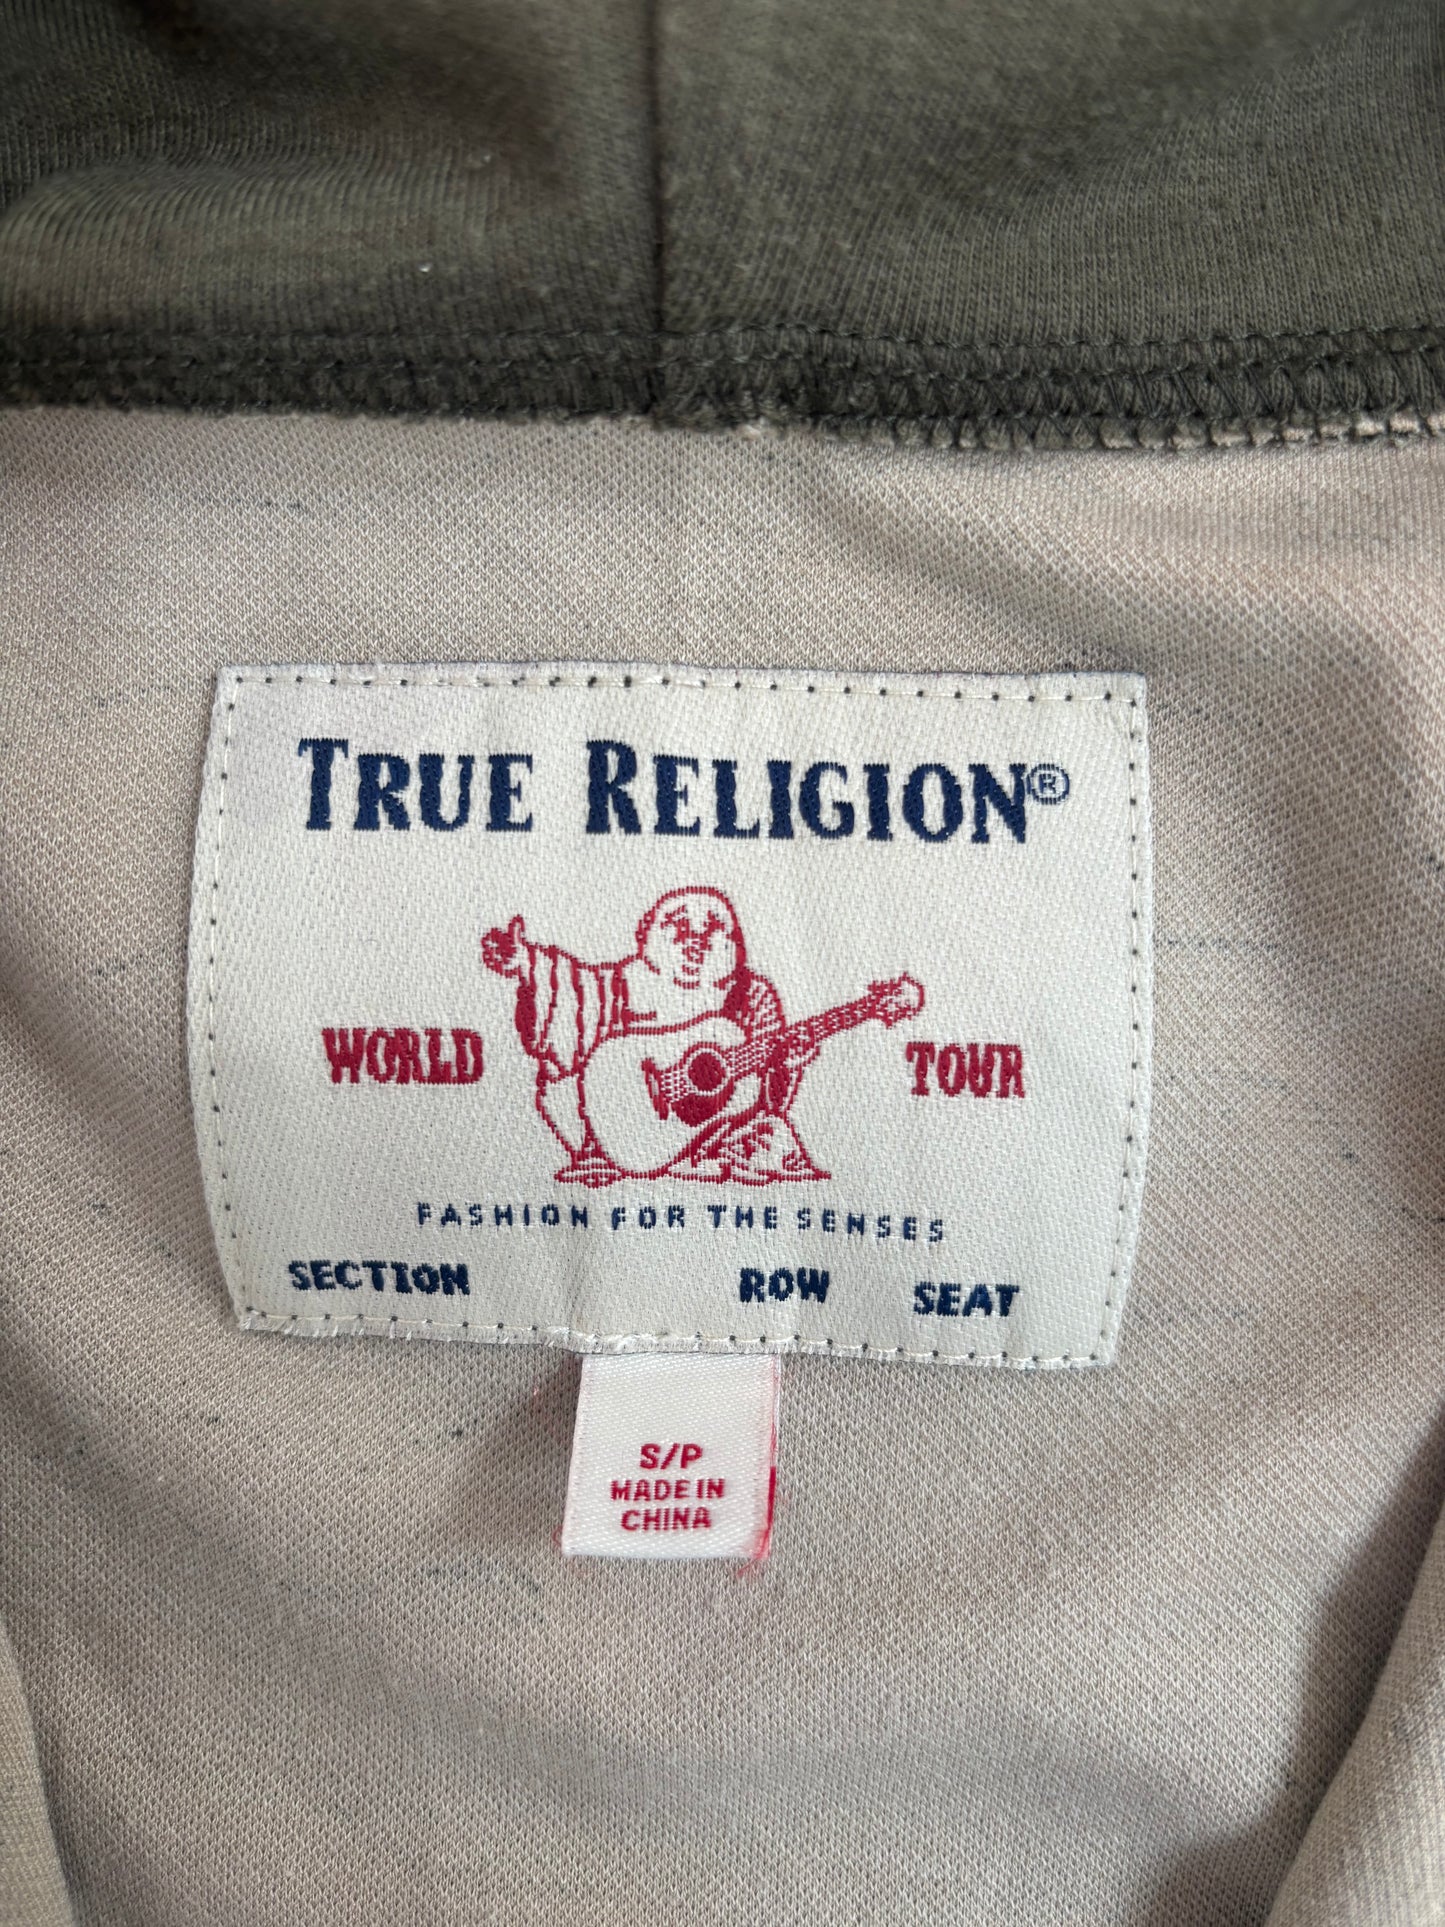 TRUE RELIGION®
WORLD TOUR
FASHION FOR THE SENSES
SECTION ROW SEAT
S/P
MADE IN
CHINA